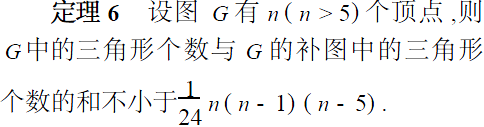 定理 6 设图 G 有 n ( n > 5) 个顶点 ,则
G 中的三角形个数与 G 的补图中的三角形
个数的和不小于 1/24 n ( n - 1) ( n - 5) .